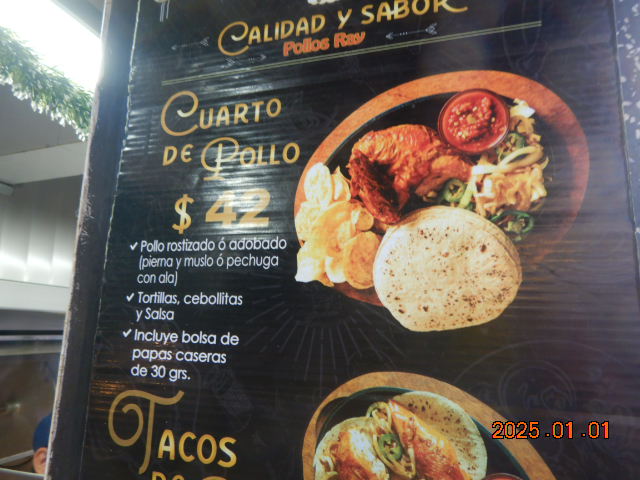 CALIDAD Y SABOR
Pollos Ray
CUARTO
DE POLLO
$ 42
✓ Pollo rostizado ó adobado
(pierna y muslo ó pechuga
con ala)
✓ Tortillas, cebollitas
y Salsa
✓ Incluye bolsa de
papas caseras
de 30 grs.
TACOS
2025.01.01